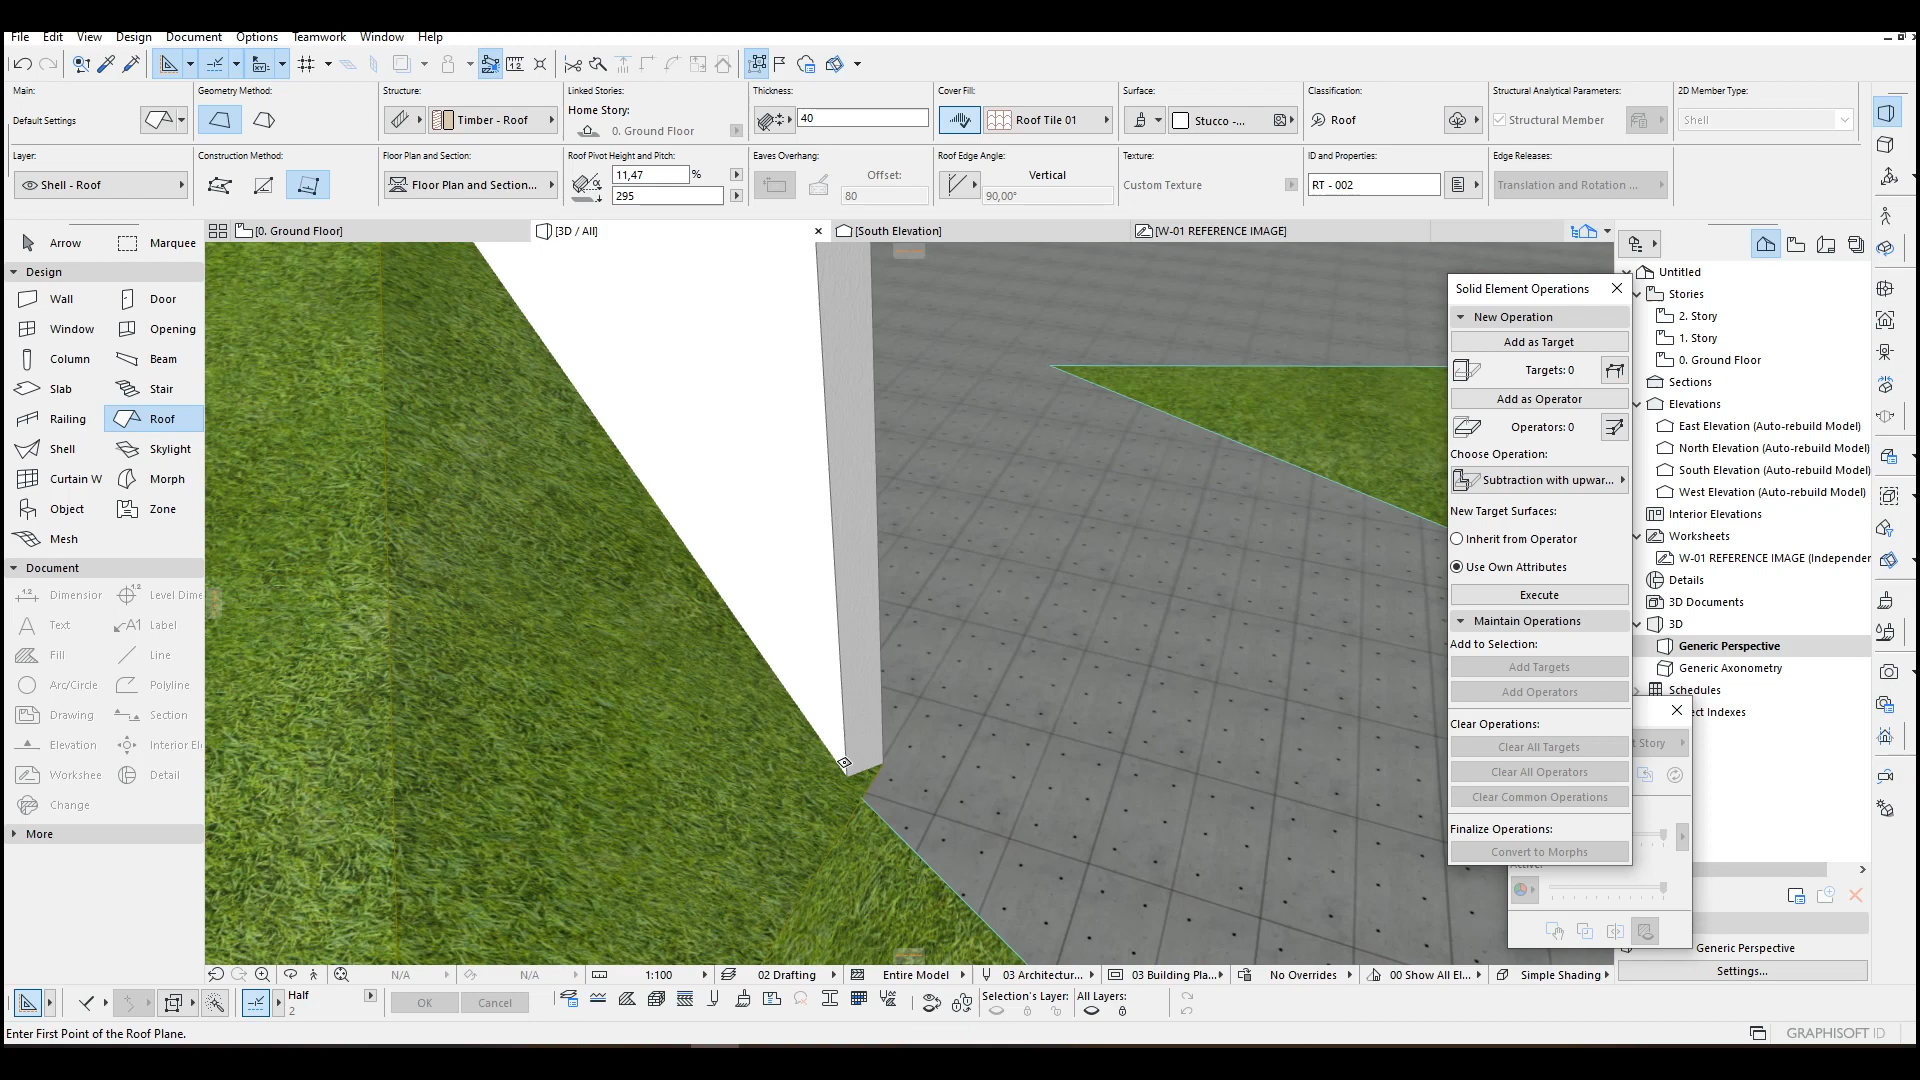 File Edit View Design Document Options Teamwork Window Help
Main: Geometry Method: Structure: Linked Stories: Thickness: Cover Fill: Surface: Classification: Structural Analytical Parameters: 2D Member Type:
Default Settings Timber - Roof Home Story: 0. Ground Floor 40 Roof Tile 01 Stucco -... Roof Structural Member Shell
Layer: Construction Method: Floor Plan and Section: Roof Pivot Height and Pitch: Eaves Overhang: Roof Edge Angle: Texture: ID and Properties: Edge Releases:
Shell - Roof Floor Plan and Section... 11,47 % 295 Offset: 80 Vertical 90,00° Custom Texture RT - 002 Translation and Rotation ...
[0. Ground Floor] [3D / All] [South Elevation] [W-01 REFERENCE IMAGE]
Arrow Marquee
Design
Wall Door
Window Opening
Column Beam
Slab Stair
Railing Roof
Shell Skylight
Curtain W Morph
Object Zone
Mesh
Document
Dimension Level Dime
Text Label
Fill Line
Arc/Circle Polyline
Drawing Section
Elevation Interior El
Workshee Detail
Change
More
Solid Element Operations
New Operation
Add as Target
Targets: 0
Add as Operator
Operators: 0
Choose Operation:
Subtraction with upwar...
New Target Surfaces:
Inherit from Operator
Use Own Attributes
Execute
Maintain Operations
Add to Selection:
Add Targets
Add Operators
Clear Operations:
Clear All Targets
Clear All Operators
Clear Common Operations
Finalize Operations:
Convert to Morphs
Untitled
Stories
2. Story
1. Story
0. Ground Floor
Sections
Elevations
East Elevation (Auto-rebuild Model)
North Elevation (Auto-rebuild Model)
South Elevation (Auto-rebuild Model)
West Elevation (Auto-rebuild Model)
Interior Elevations
Worksheets
W-01 REFERENCE IMAGE (Independer
Details
3D Documents
3D
Generic Perspective
Generic Axonometry
Schedules
ect Indexes
t Story
Generic Perspective
Settings...
N/A N/A 1:100 02 Drafting Entire Model 03 Architectur... 03 Building Pla... No Overrides 00 Show All El... Simple Shading
Half
2
OK Cancel Selection's Layer: All Layers:
Enter First Point of the Roof Plane. GRAPHISOFT ID